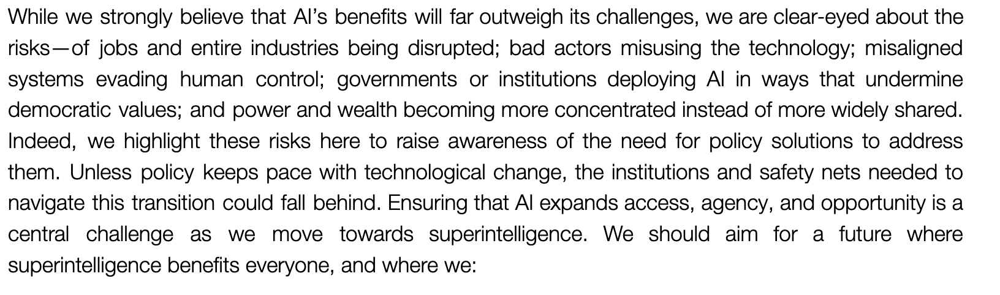 While we strongly believe that AI’s benefits will far outweigh its challenges, we are clear-eyed about the
risks—of jobs and entire industries being disrupted; bad actors misusing the technology; misaligned
systems evading human control; governments or institutions deploying AI in ways that undermine
democratic values; and power and wealth becoming more concentrated instead of more widely shared.
Indeed, we highlight these risks here to raise awareness of the need for policy solutions to address
them. Unless policy keeps pace with technological change, the institutions and safety nets needed to
navigate this transition could fall behind. Ensuring that AI expands access, agency, and opportunity is a
central challenge as we move towards superintelligence. We should aim for a future where
superintelligence benefits everyone, and where we: